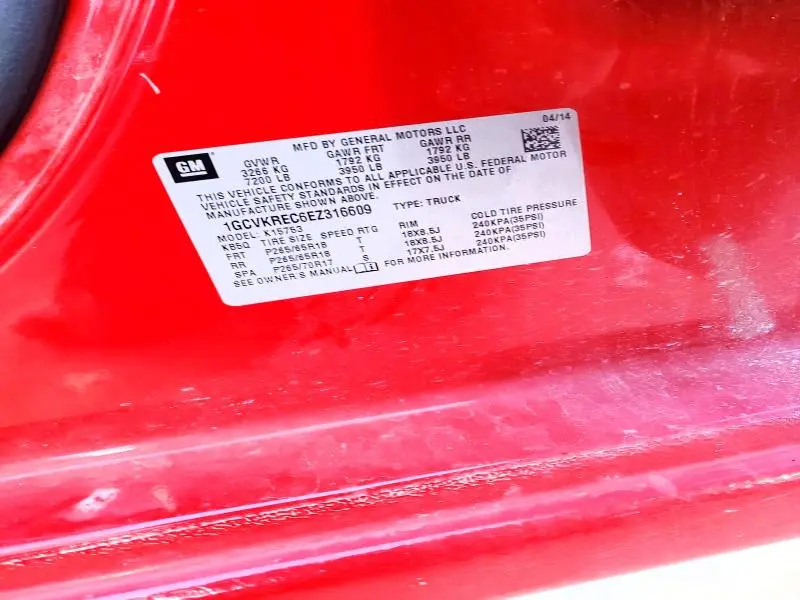 GM
MFD BY GENERAL MOTORS LLC 04/14
GVWR GAWR FRT GAWR RR
3266 KG 1792 KG 1792 KG
7200 LB 3950 LB 3950 LB
THIS VEHICLE CONFORMS TO ALL APPLICABLE U.S. FEDERAL MOTOR
VEHICLE SAFETY STANDARDS IN EFFECT ON THE DATE OF
MANUFACTURE SHOWN ABOVE.
1GCVKREC6EZ316609 TYPE: TRUCK
MODEL: K15753
KB5Q TIRE SIZE SPEED RTG RIM COLD TIRE PRESSURE
FRT P265/65R18 T 18X8.5J 240KPA(35PSI)
RR P265/65R18 T 18X8.5J 240KPA(35PSI)
SPA P265/70R17 S 17X7.5J 240KPA(35PSI)
SEE OWNER'S MANUAL FOR MORE INFORMATION.